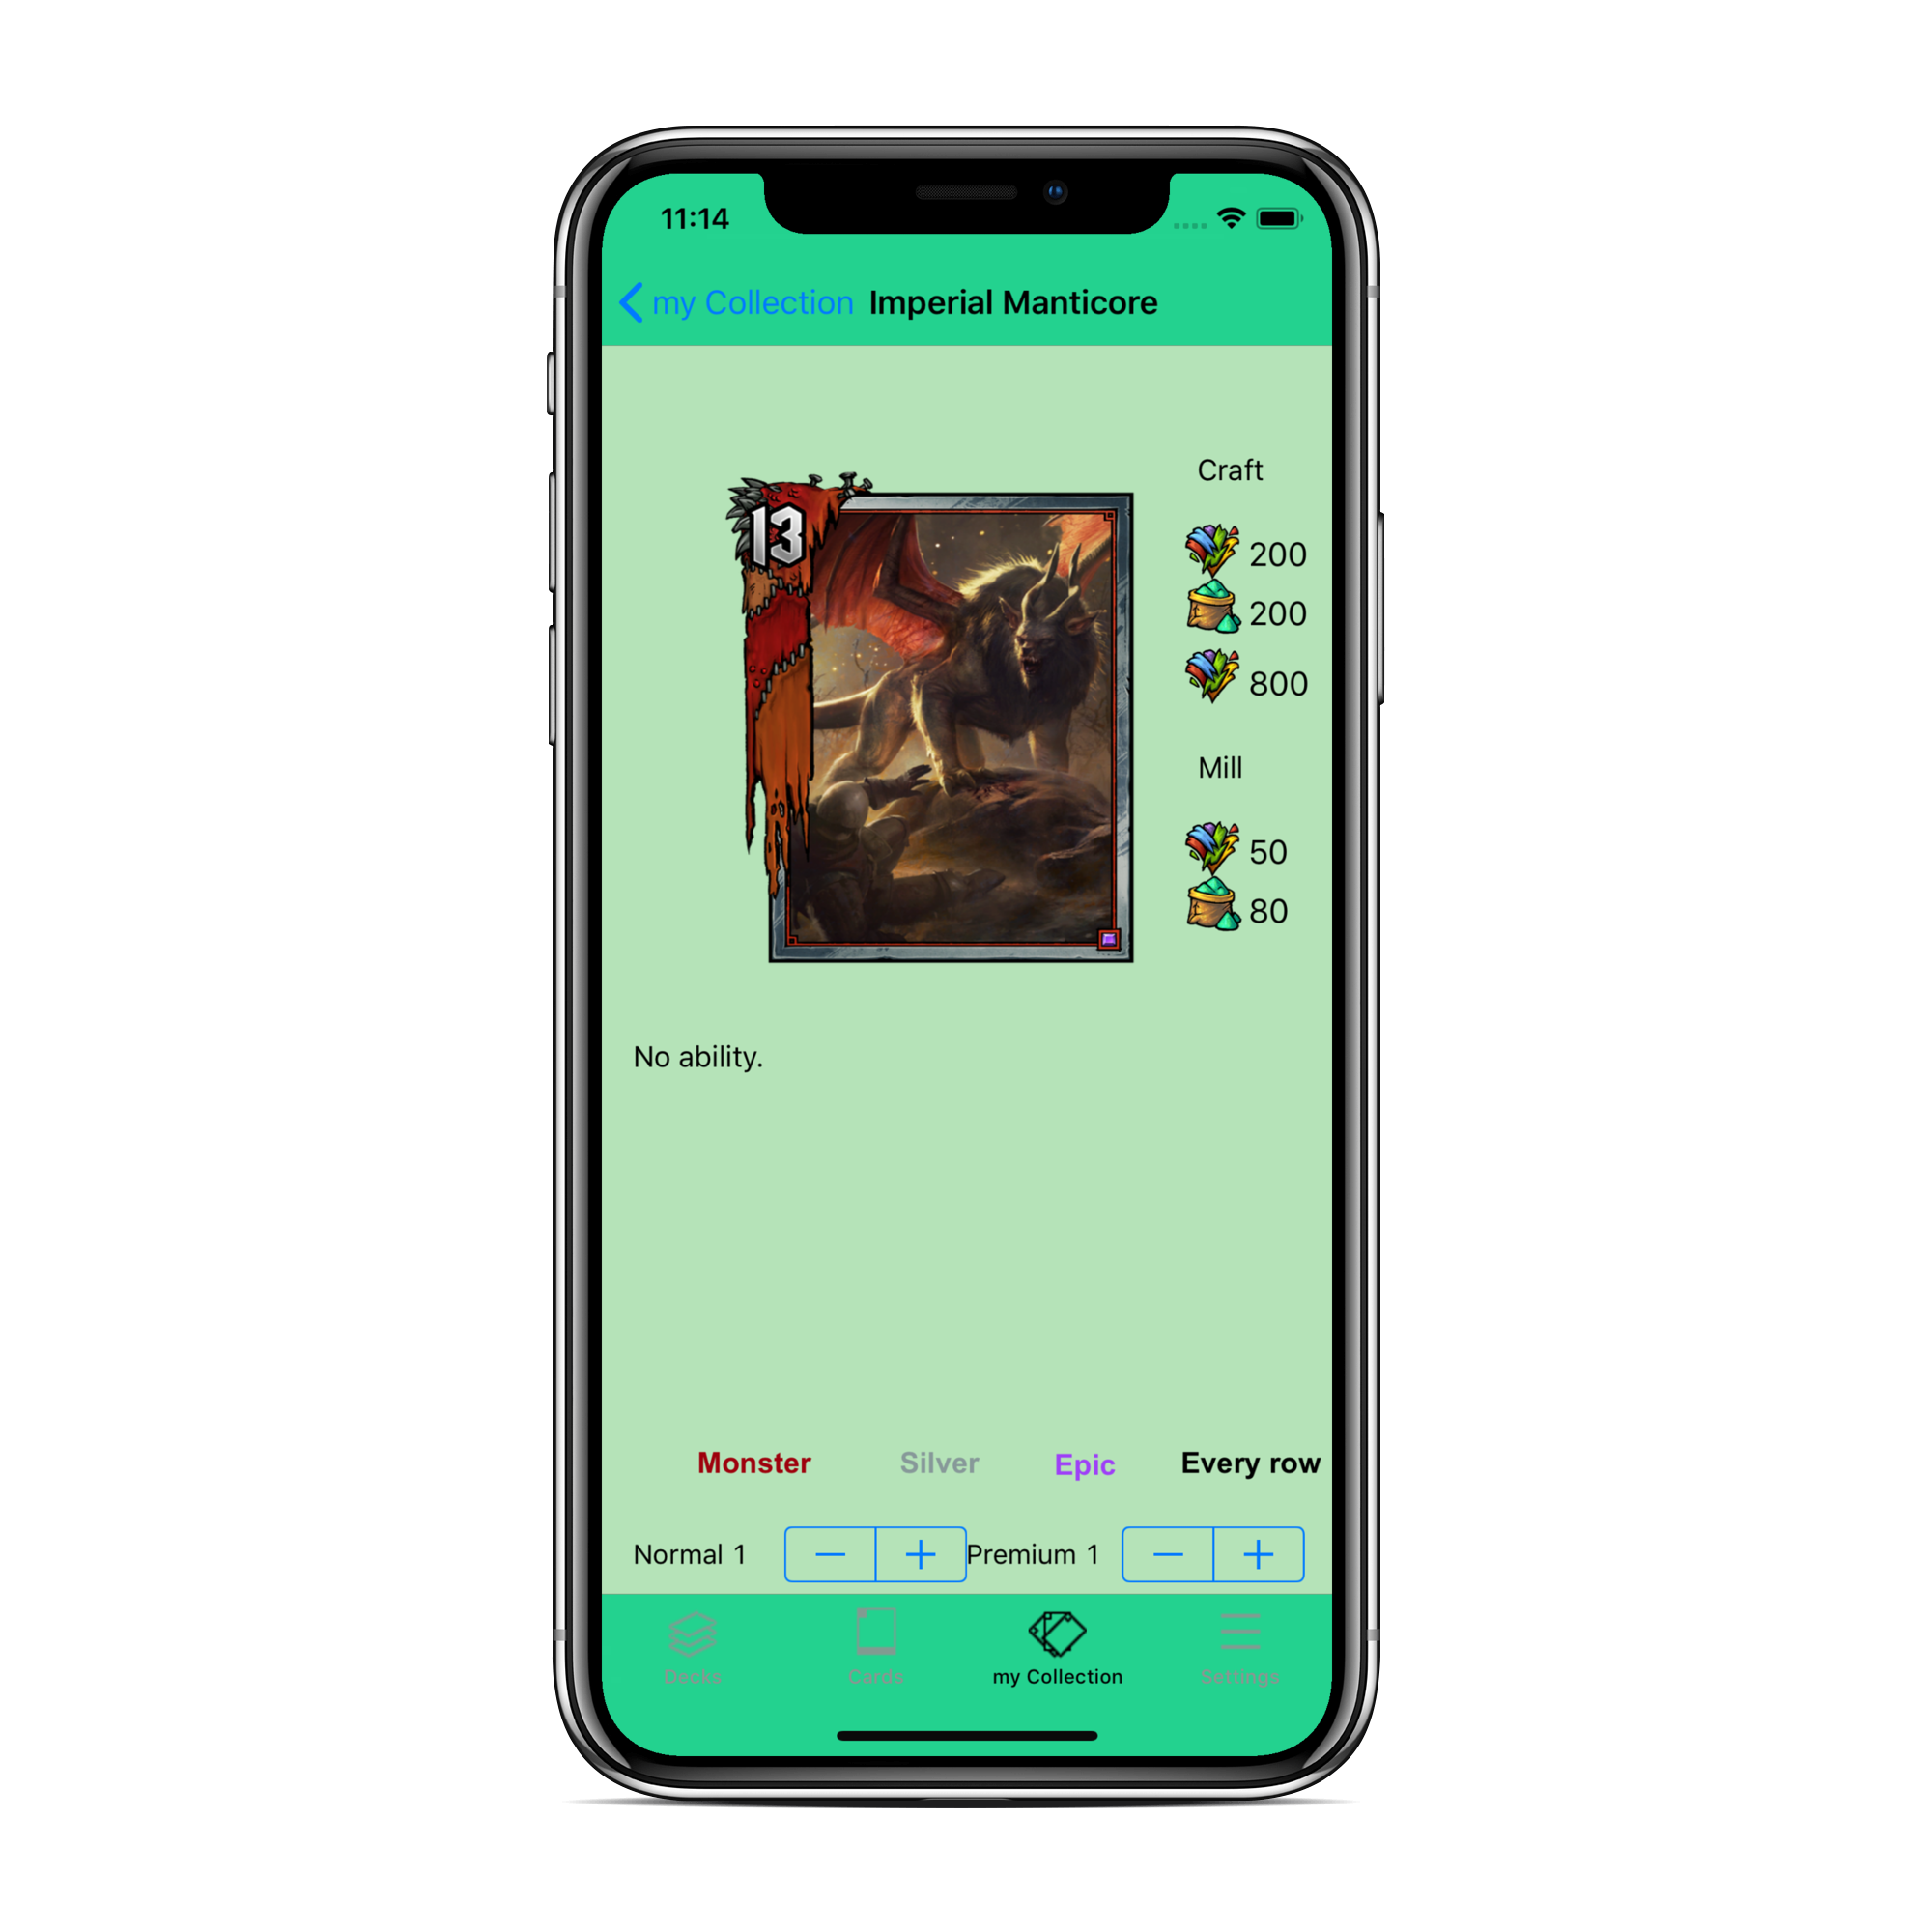 11:14
my Collection Imperial Manticore
Craft
13
200
200
800
Mill
50
80
No ability.
Monster Silver Epic Every row
Normal 1 Premium 1
Decks Cards my Collection Settings